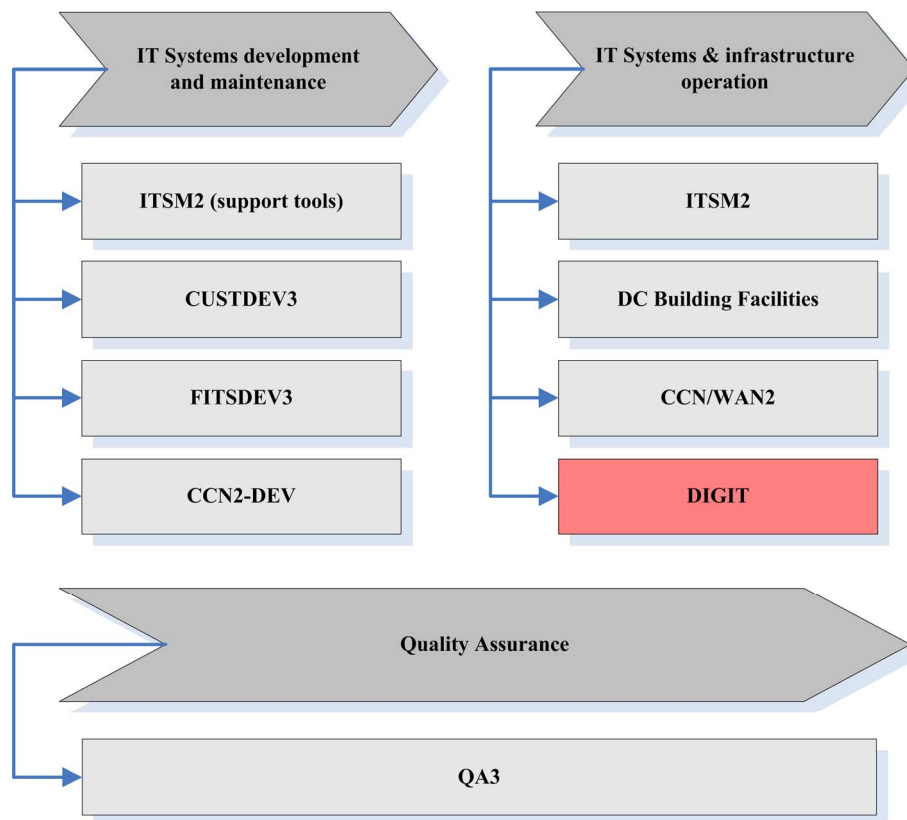 IT Systems development
and maintenance
ITSM2 (support tools)
CUSTDEV3
FITSDEV3
CCN2-DEV
IT Systems & infrastructure
operation
ITSM2
DC Building Facilities
CCN/WAN2
DIGIT
Quality Assurance
QA3